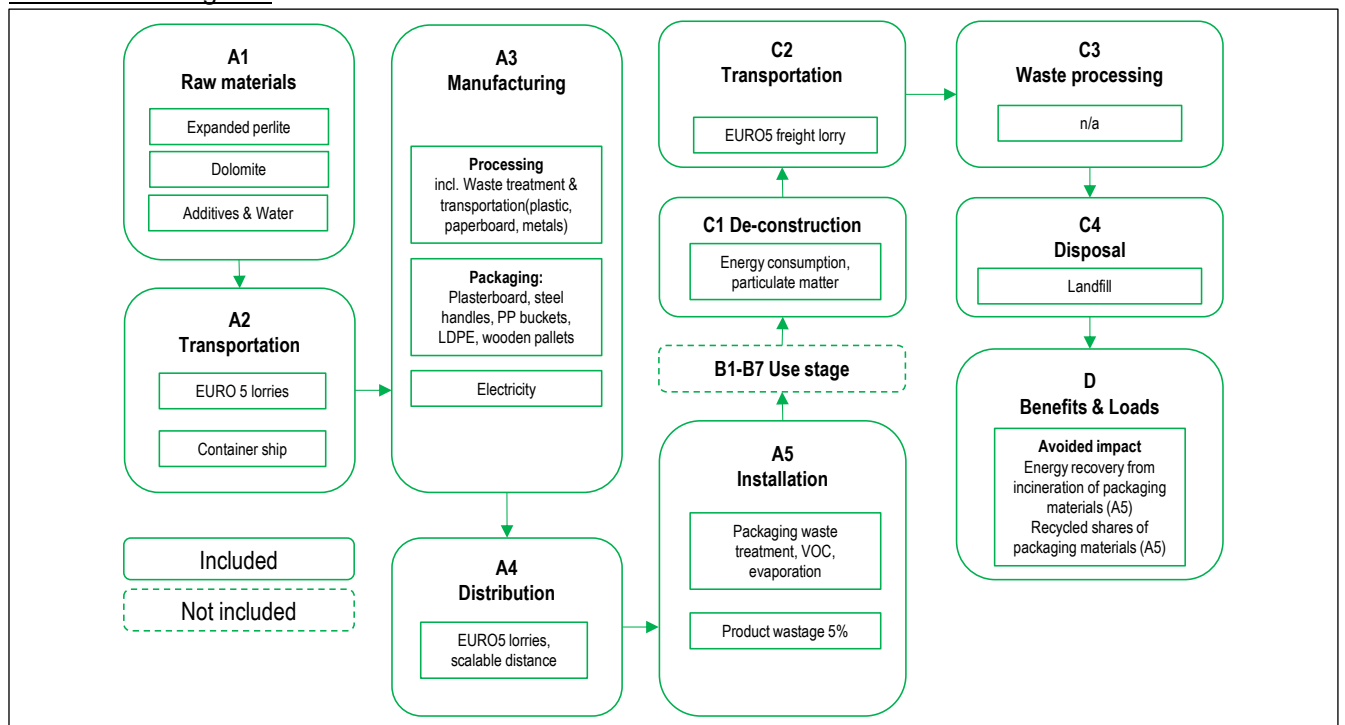 A1
Raw materials
Expanded perlite
Dolomite
Additives & Water
A2
Transportation
EURO 5 lorries
Container ship
Included
Not included
A3
Manufacturing
Processing
incl. Waste treatment &
transportation(plastic,
paperboard, metals)
Packaging:
Plasterboard, steel
handles, PP buckets,
LDPE, wooden pallets
Electricity
A4
Distribution
EURO5 lorries,
scalable distance
A5
Installation
Packaging waste
treatment, VOC,
evaporation
Product wastage 5%
B1-B7 Use stage
C1 De-construction
Energy consumption,
particulate matter
C2
Transportation
EURO5 freight lorry
C3
Waste processing
n/a
C4
Disposal
Landfill
D
Benefits & Loads
Avoided impact
Energy recovery from
incineration of packaging
materials (A5)
Recycled shares of
packaging materials (A5)